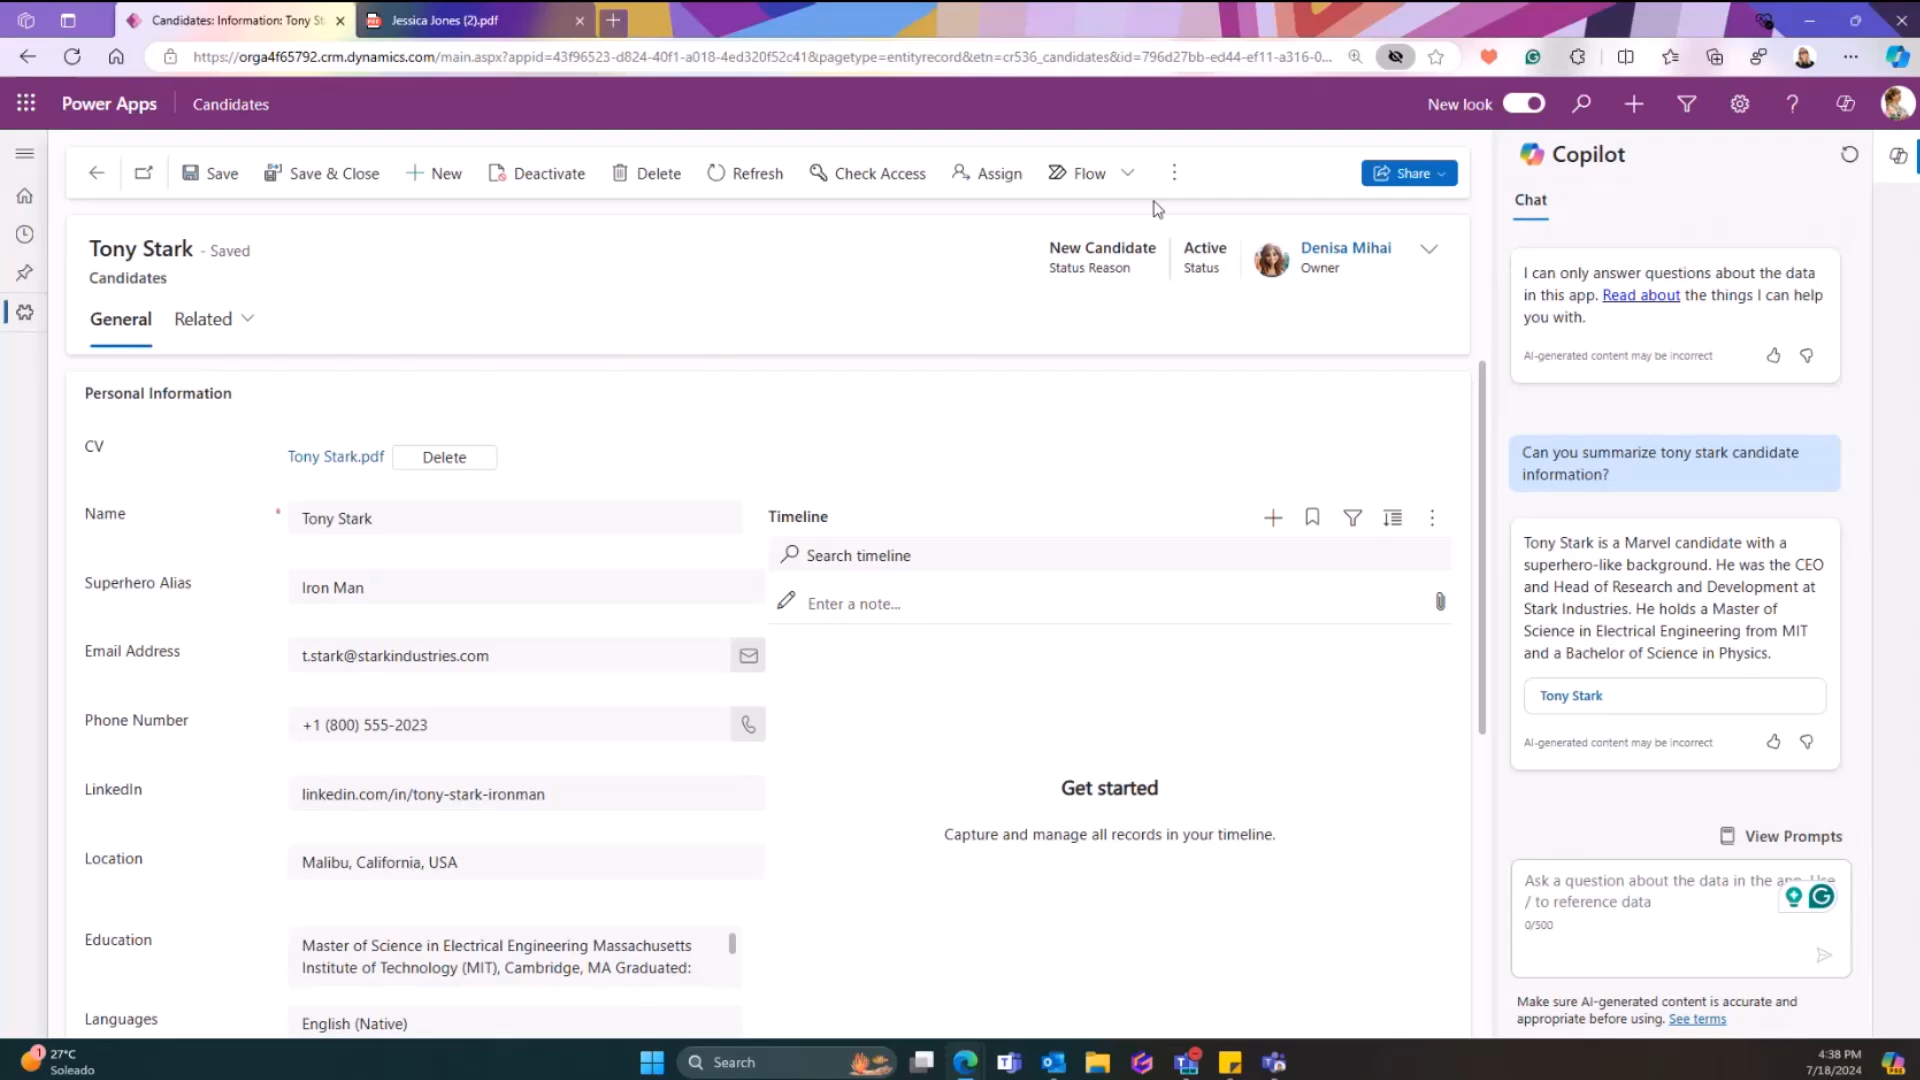 Candidates: Information: Tony St
Jessica Jones (2).pdf
https://orga4f65792.crm.dynamics.com/main.aspx?appid=43f96523-d824-40f1-a018-4ed320f52c41&pagetype=entityrecord&etn=cr536_candidates&id=796d27bb-ed44-ef11-a316-0...
Power Apps
Candidates
New look
Save
Save & Close
New
Deactivate
Delete
Refresh
Check Access
Assign
Flow
Share
Tony Stark - Saved
Candidates
New Candidate
Status Reason
Active
Status
Denisa Mihai
Owner
General
Related
Personal Information
CV
Tony Stark.pdf
Delete
Name
*
Tony Stark
Superhero Alias
Iron Man
Email Address
t.stark@starkindustries.com
Phone Number
+1 (800) 555-2023
LinkedIn
linkedin.com/in/tony-stark-ironman
Location
Malibu, California, USA
Education
Master of Science in Electrical Engineering Massachusetts
Institute of Technology (MIT), Cambridge, MA Graduated:
Languages
English (Native)
Timeline
Search timeline
Enter a note...
Get started
Capture and manage all records in your timeline.
Copilot
Chat
I can only answer questions about the data
in this app. Read about the things I can help
you with.
AI-generated content may be incorrect
Can you summarize tony stark candidate
information?
Tony Stark is a Marvel candidate with a
superhero-like background. He was the CEO
and Head of Research and Development at
Stark Industries. He holds a Master of
Science in Electrical Engineering from MIT
and a Bachelor of Science in Physics.
Tony Stark
AI-generated content may be incorrect
View Prompts
Ask a question about the data in the app. Use
/ to reference data
0/500
Make sure AI-generated content is accurate and
appropriate before using. See terms
1
27°C
Soleado
Search
4:38 PM
7/18/2024